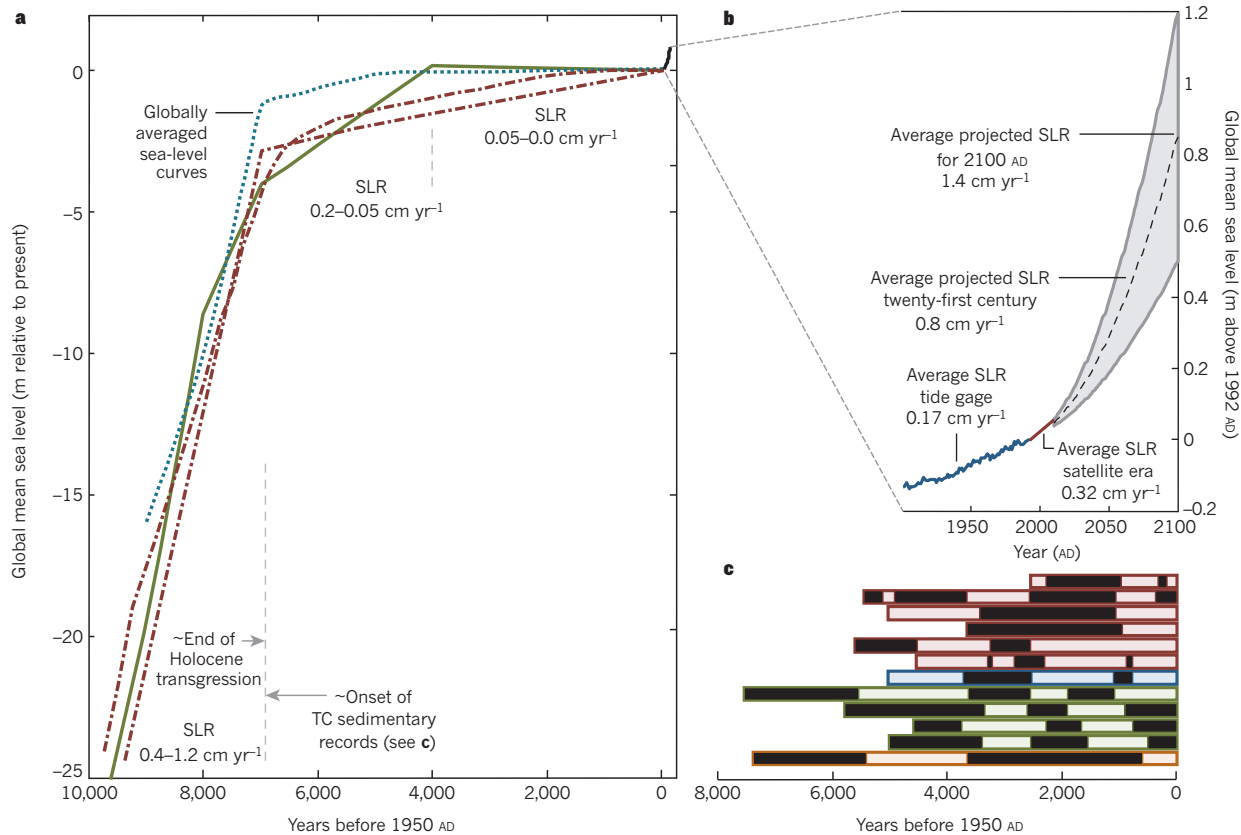 a
Global mean sea level (m relative to present)
0
−5
−10
−15
−20
−25
10,000
8,000
6,000
4,000
2,000
0
Years before 1950 AD
Globally
averaged
sea-level
curves
SLR
0.05–0.0 cm yr⁻¹
SLR
0.2–0.05 cm yr⁻¹
~End of
Holocene
transgression
~Onset of
TC sedimentary
records (see c)
SLR
0.4–1.2 cm yr⁻¹
b
1.2
1
0.8
0.6
0.4
0.2
0
−0.2
Global mean sea level (m above 1992 AD)
Average projected SLR
for 2100 AD
1.4 cm yr⁻¹
Average projected SLR
twenty-first century
0.8 cm yr⁻¹
Average SLR
tide gage
0.17 cm yr⁻¹
Average SLR
satellite era
0.32 cm yr⁻¹
1950
2000
2050
2100
Year (AD)
c
8,000
6,000
4,000
2,000
0
Years before 1950 AD